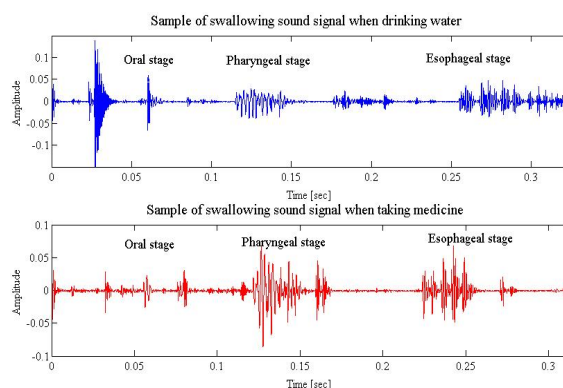 Sample of swallowing sound signal when drinking water
0.1
0.05
0
-0.05
-0.1
Amplitude
Oral stage
Pharyngeal stage
Esophageal stage
0 0.05 0.1 0.15 0.2 0.25 0.3
Time [sec]
Sample of swallowing sound signal when taking medicine
0.1
0.05
0
-0.05
-0.1
Amplitude
Oral stage
Pharyngeal stage
Esophageal stage
0 0.05 0.1 0.15 0.2 0.25 0.3
Time [sec]